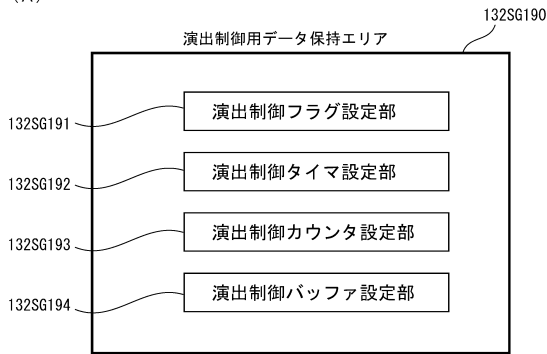 132SG190
演出制御用データ保持エリア
132SG191
演出制御フラグ設定部
132SG192
演出制御タイマ設定部
132SG193
演出制御カウンタ設定部
132SG194
演出制御バッファ設定部